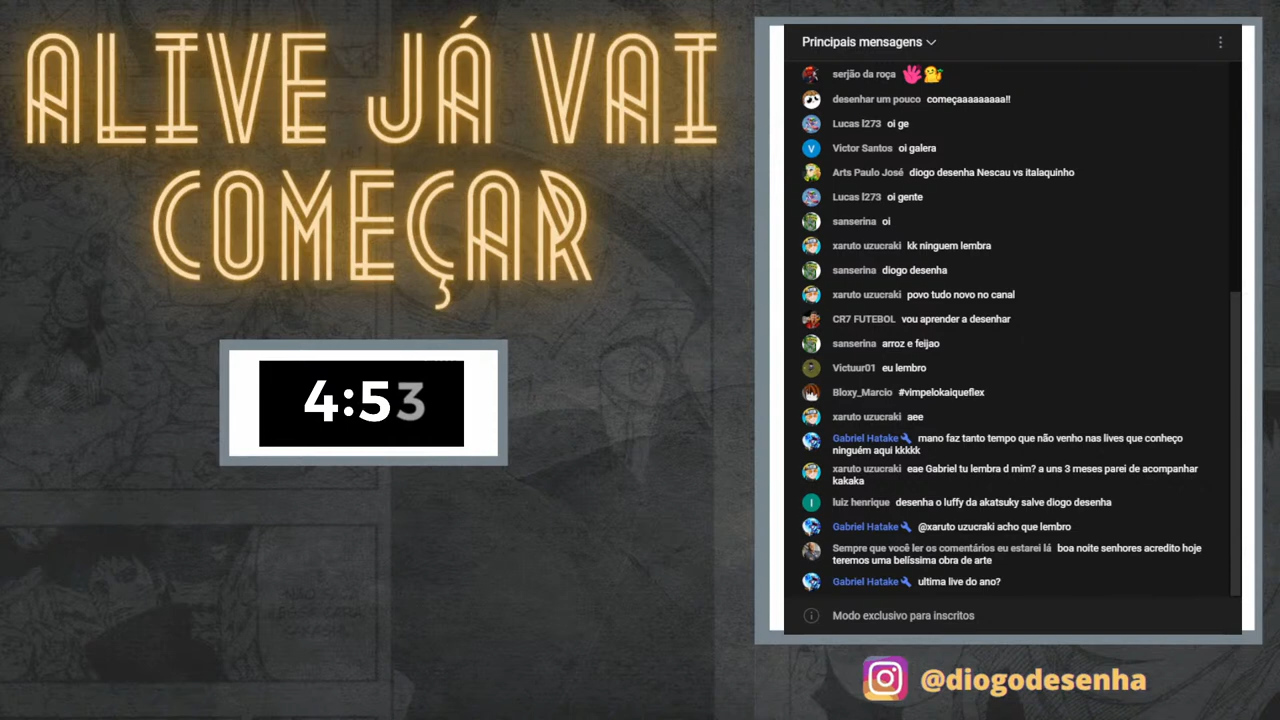 ALIVE JÁ VAI
COMEÇAR
4:53
Principais mensagens
serjão da roça
desenhar um pouco começaaaaaaaaa!!
Lucas l273 oi ge
V Victor Santos oi galera
Arts Paulo José diogo desenha Nescau vs italaquinho
Lucas l273 oi gente
sanserina oi
xaruto uzucraki kk ninguem lembra
sanserina diogo desenha
xaruto uzucraki povo tudo novo no canal
CR7 FUTEBOL vou aprender a desenhar
sanserina arroz e feijao
Victuur01 eu lembro
Bloxy_Marcio #vimpelokaiqueflex
xaruto uzucraki aee
Gabriel Hatake mano faz tanto tempo que não venho nas lives que conheço
ninguém aqui kkkkk
xaruto uzucraki eae Gabriel tu lembra d mim? a uns 3 meses parei de acompanhar
kakaka
l luiz henrique desenha o luffy da akatsuky salve diogo desenha
Gabriel Hatake @xaruto uzucraki acho que lembro
Sempre que você ler os comentários eu estarei lá boa noite senhores acredito hoje
teremos uma belíssima obra de arte
Gabriel Hatake ultima live do ano?
Modo exclusivo para inscritos
@diogodesenha